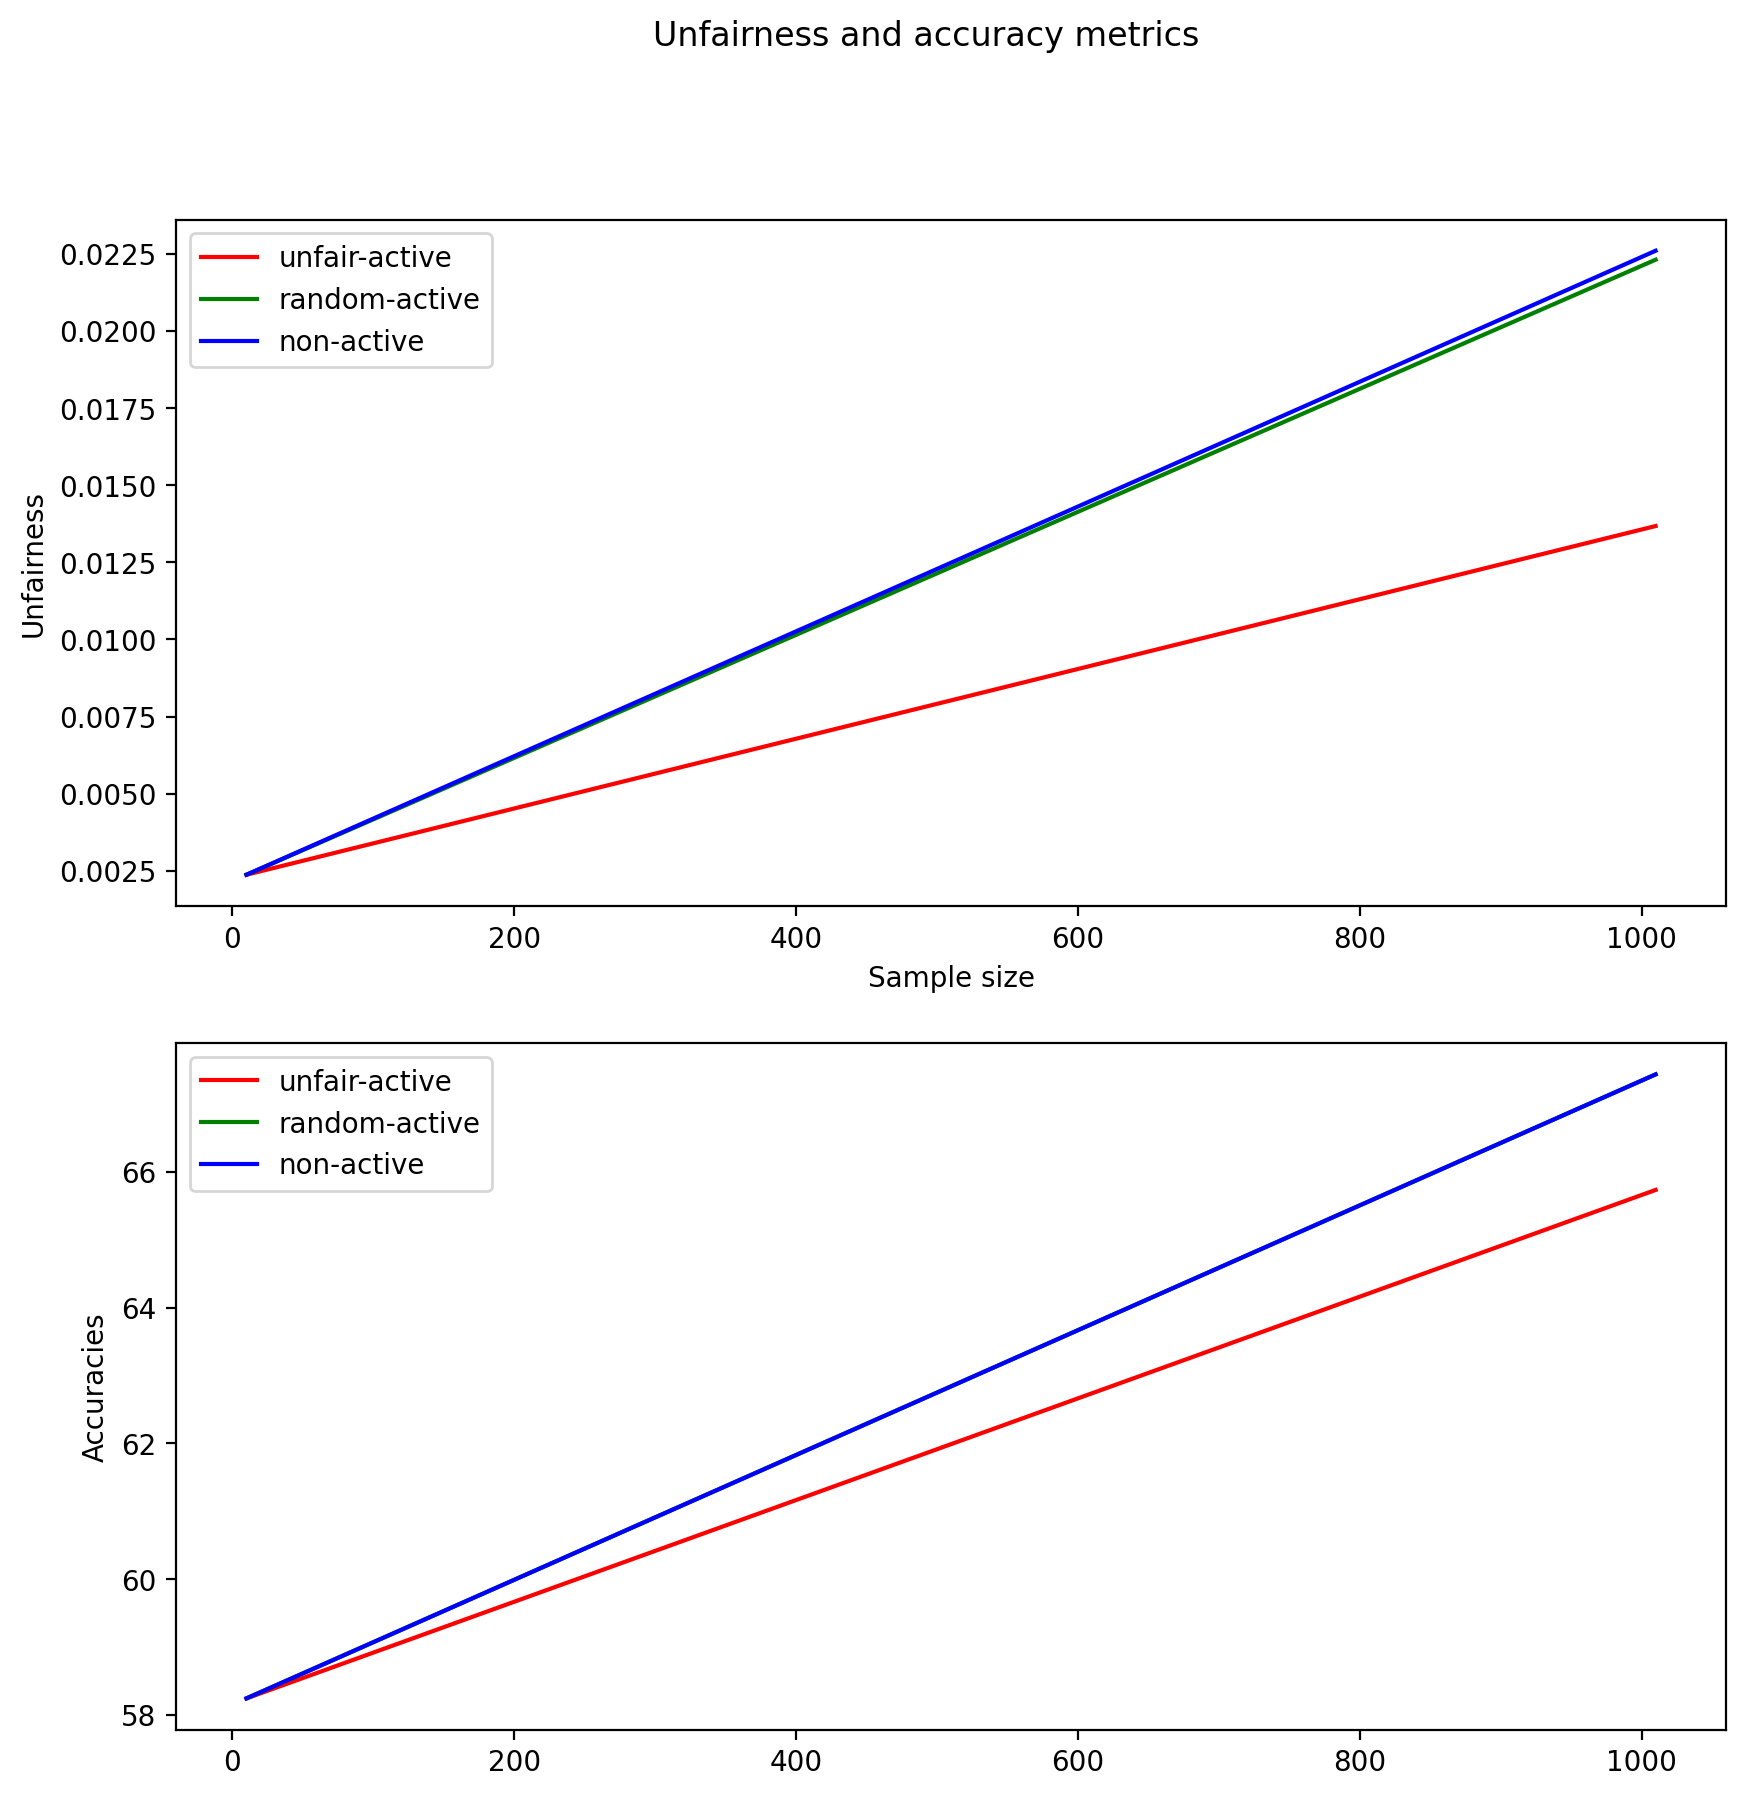 Unfairness and accuracy metrics
unfair-active
random-active
non-active
0.0225
0.0200
0.0175
0.0150
0.0125
0.0100
0.0075
0.0050
0.0025
Unfairness
0 200 400 600 800 1000
Sample size
unfair-active
random-active
non-active
66
64
62
60
58
Accuracies
0 200 400 600 800 1000